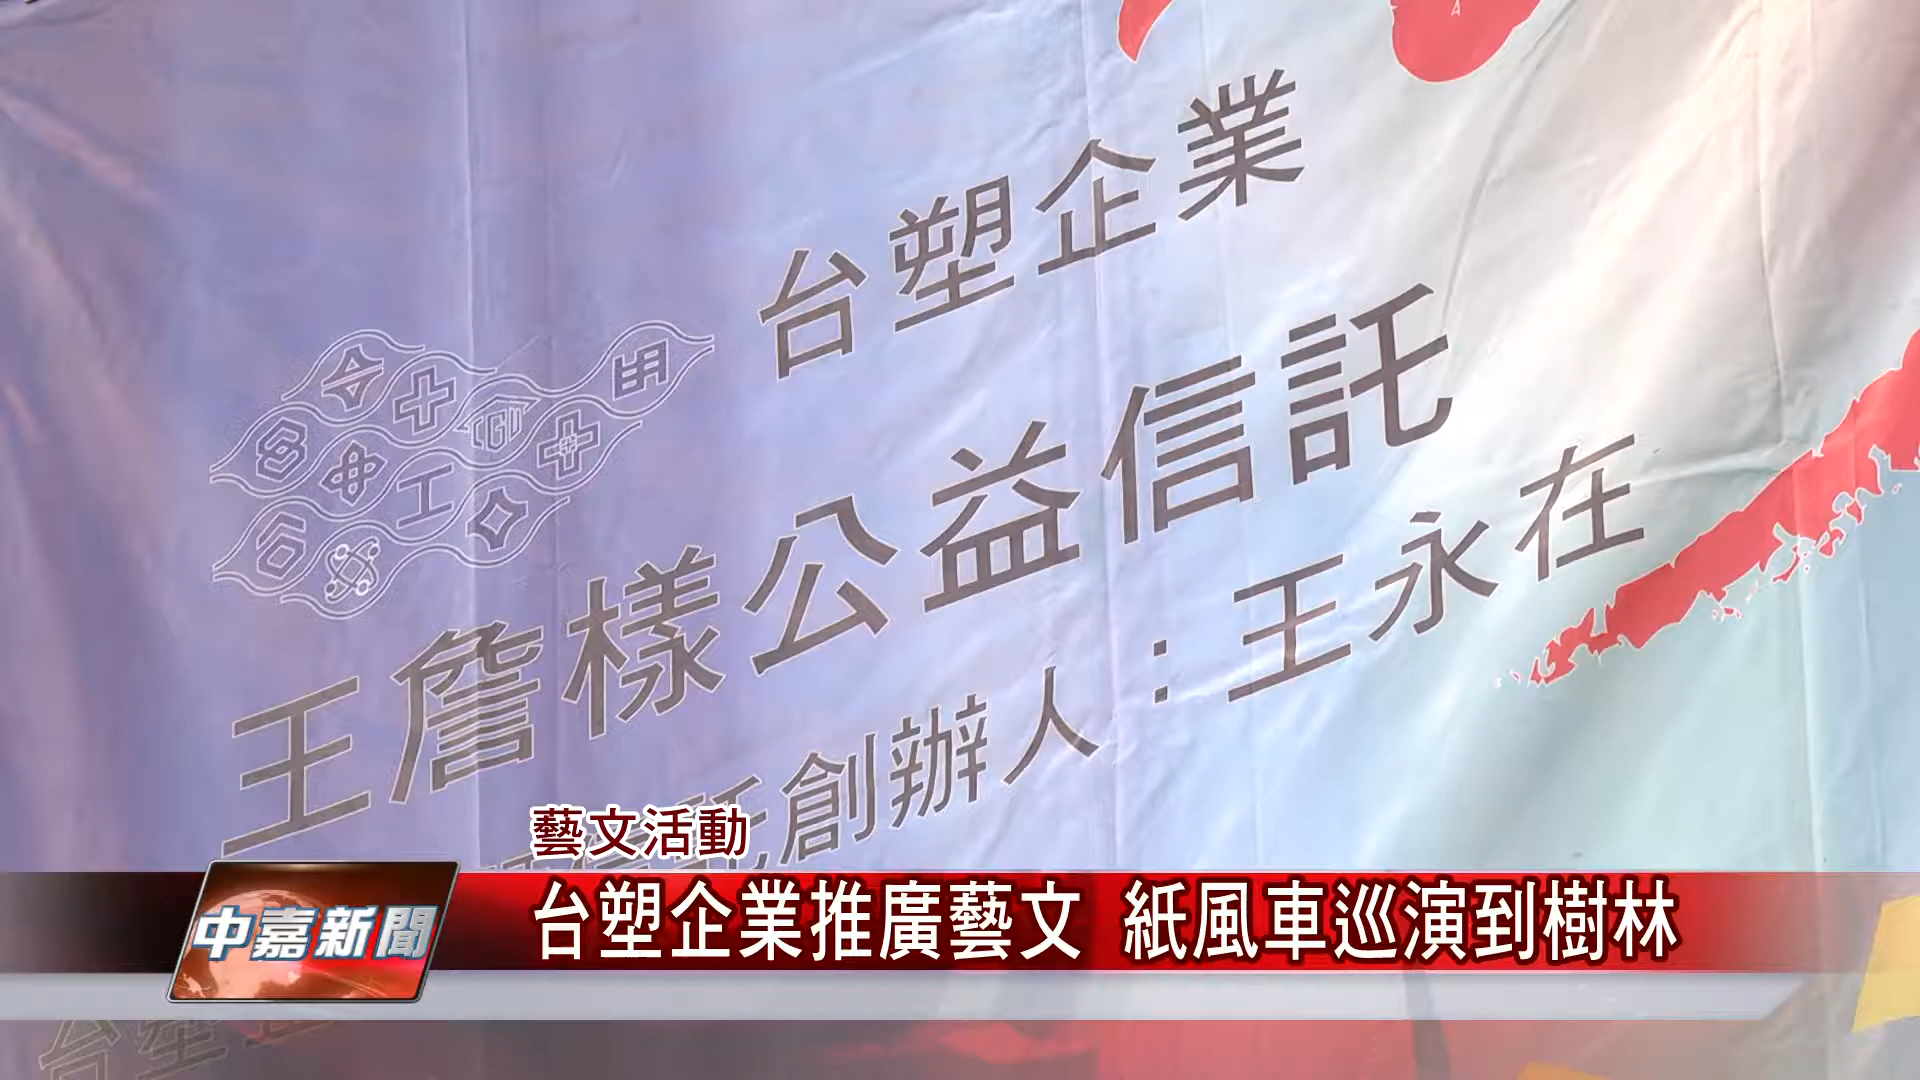 台塑企業
王詹樣公益信託
創辦人：王永在
藝文活動
台塑企業推廣藝文 紙風車巡演到樹林
中嘉新聞
台塑